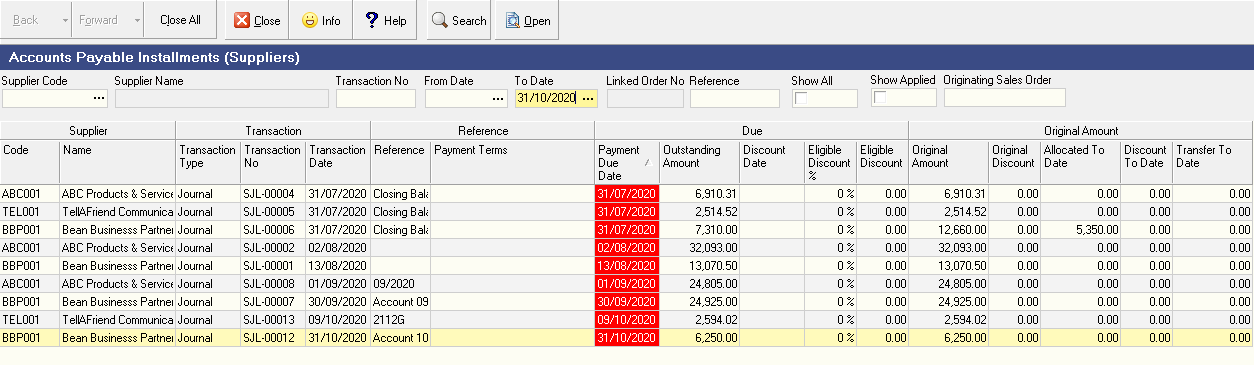 Back Forward Close All Close Info Help Search Open
Accounts Payable Installments (Suppliers)
Supplier Code Supplier Name Transaction No From Date To Date Linked Order No Reference Show All Show Applied Originating Sales Order
... ... 31/10/2020 ...
Supplier Transaction Reference Due Original Amount
Code Name Transaction Type Transaction No Transaction Date Reference Payment Terms Payment Due Date Outstanding Amount Discount Date Eligible Discount % Eligible Discount Original Amount Original Discount Allocated To Date Discount To Date Transfer To Date
ABC001 ABC Products & Service Journal SJL-00004 31/07/2020 Closing Bala 31/07/2020 6,910.31 0 % 0.00 6,910.31 0.00 0.00 0.00 0.00
TEL001 TellAFriend Communica Journal SJL-00005 31/07/2020 Closing Bala 31/07/2020 2,514.52 0 % 0.00 2,514.52 0.00 0.00 0.00 0.00
BBP001 Bean Businesss Partner Journal SJL-00006 31/07/2020 Closing Bala 31/07/2020 7,310.00 0 % 0.00 12,660.00 0.00 5,350.00 0.00 0.00
ABC001 ABC Products & Service Journal SJL-00002 02/08/2020 02/08/2020 32,093.00 0 % 0.00 32,093.00 0.00 0.00 0.00 0.00
BBP001 Bean Businesss Partner Journal SJL-00001 13/08/2020 13/08/2020 13,070.50 0 % 0.00 13,070.50 0.00 0.00 0.00 0.00
ABC001 ABC Products & Service Journal SJL-00008 01/09/2020 09/2020 01/09/2020 24,805.00 0 % 0.00 24,805.00 0.00 0.00 0.00 0.00
BBP001 Bean Businesss Partner Journal SJL-00007 30/09/2020 Account 09 30/09/2020 24,925.00 0 % 0.00 24,925.00 0.00 0.00 0.00 0.00
TEL001 TellAFriend Communica Journal SJL-00013 09/10/2020 2112G 09/10/2020 2,594.02 0 % 0.00 2,594.02 0.00 0.00 0.00 0.00
BBP001 Bean Businesss Partner Journal SJL-00012 31/10/2020 Account 10 31/10/2020 6,250.00 0 % 0.00 6,250.00 0.00 0.00 0.00 0.00